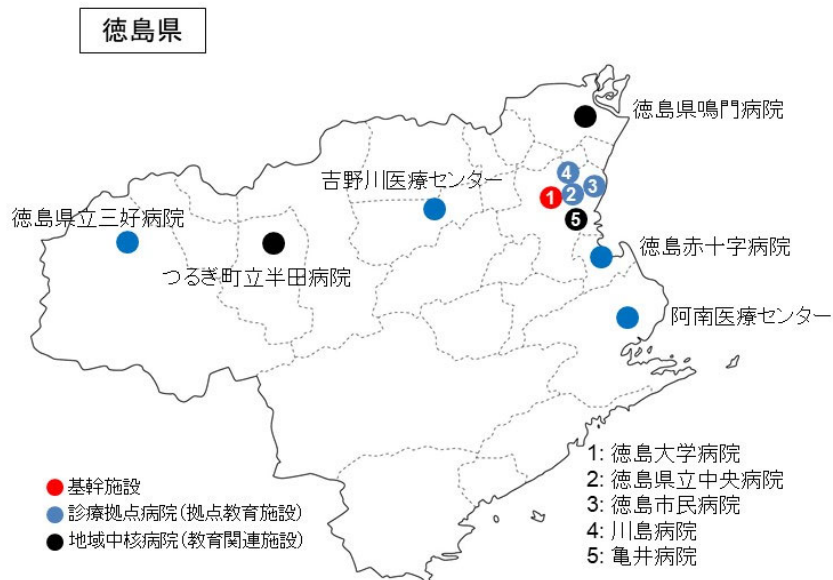 徳島県
徳島県鳴門病院
吉野川医療センター
4
3
1
2
徳島県立三好病院
5
徳島赤十字病院
つるぎ町立半田病院
阿南医療センター
基幹施設
診療拠点病院(拠点教育施設)
地域中核病院(教育関連施設)
1: 徳島大学病院
2: 徳島県立中央病院
3: 徳島市民病院
4: 川島病院
5: 亀井病院